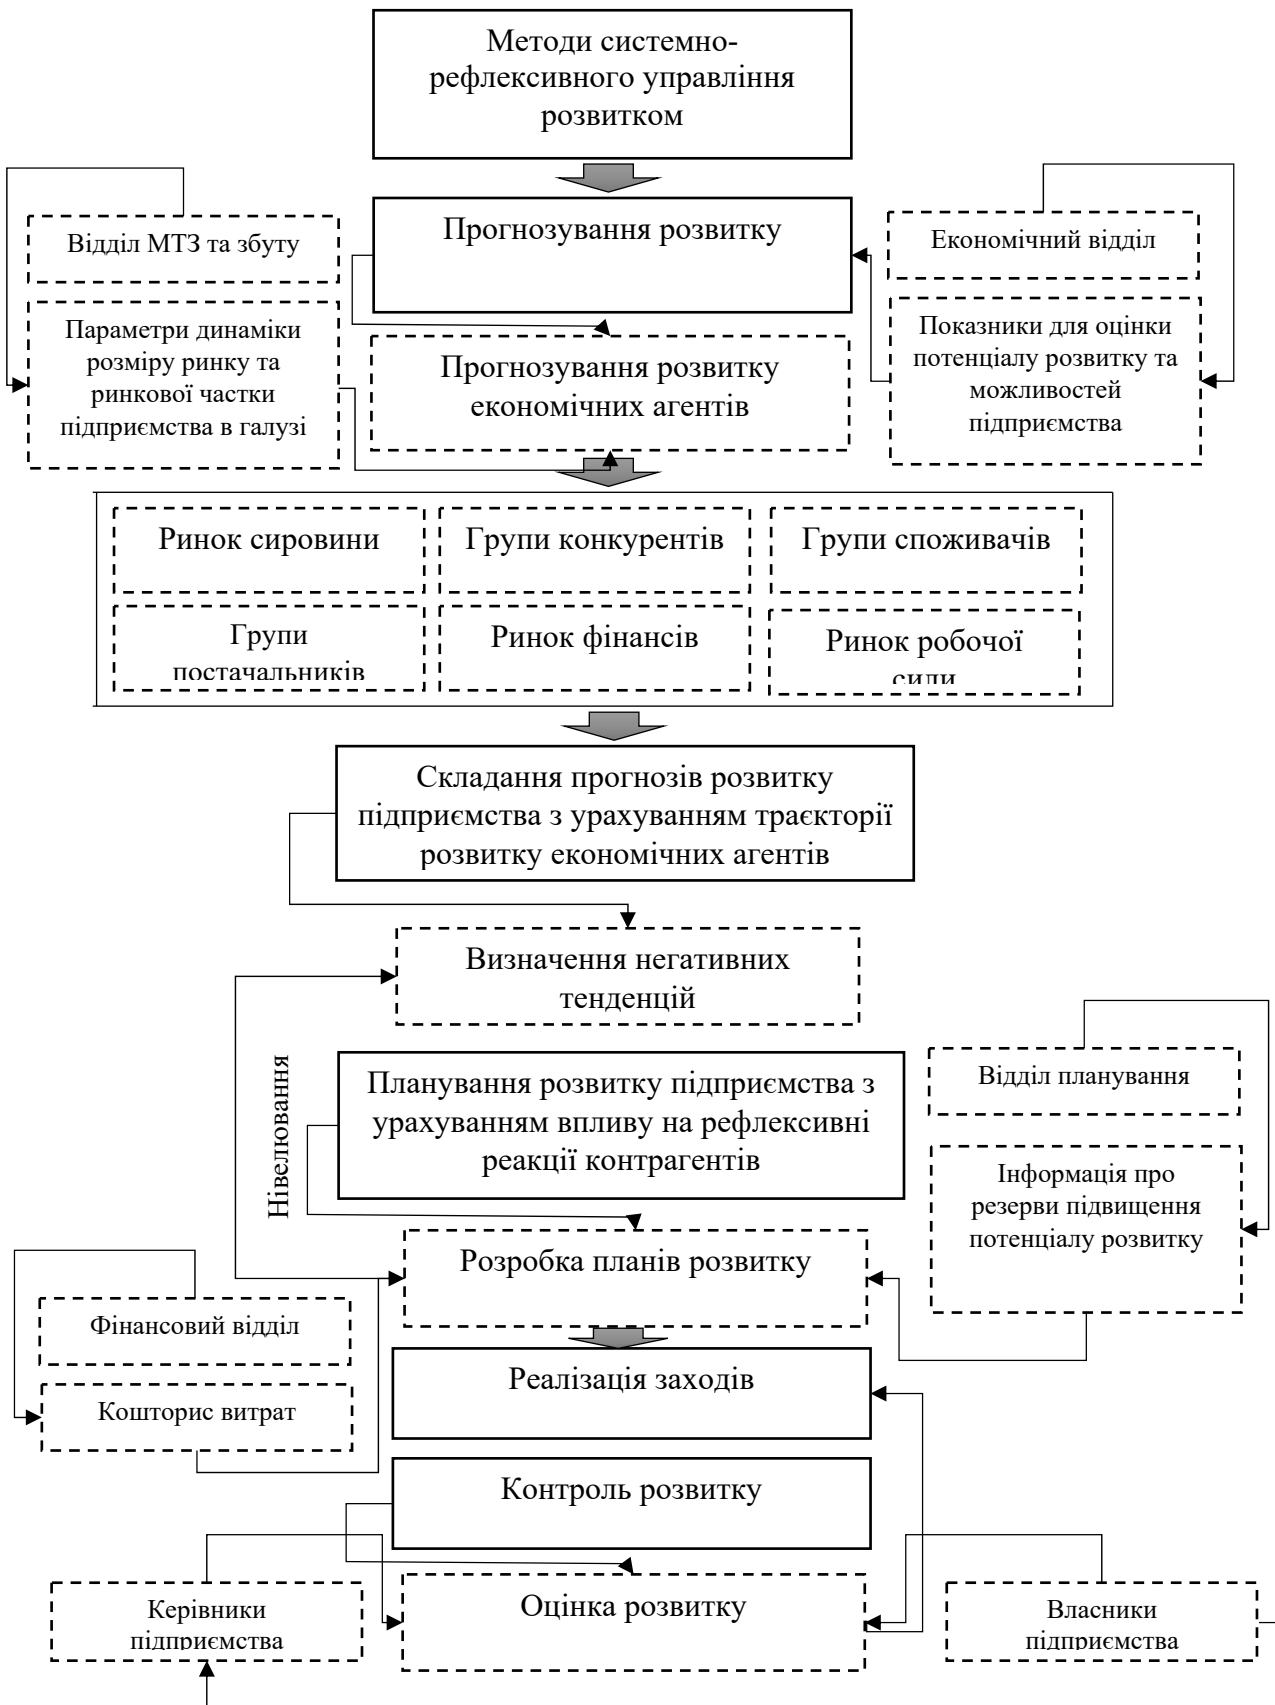 Методи системно-
рефлексивного управління
розвитком
Прогнозування розвитку
Відділ МТЗ та збуту
Економічний відділ
Параметри динаміки
розміру ринку та
ринкової частки
підприємства в галузі
Прогнозування розвитку
економічних агентів
Показники для оцінки
потенціалу розвитку та
можливостей
підприємства
Ринок сировини
Групи конкурентів
Групи споживачів
Групи
постачальників
Ринок фінансів
Ринок робочої
сили
Складання прогнозів розвитку
підприємства з урахуванням траєкторії
розвитку економічних агентів
Визначення негативних
тенденцій
Нівелювання
Планування розвитку підприємства з
урахуванням впливу на рефлексивні
реакції контрагентів
Відділ планування
Інформація про
резерви підвищення
потенціалу розвитку
Розробка планів розвитку
Фінансовий відділ
Кошторис витрат
Реалізація заходів
Контроль розвитку
Керівники
підприємства
Оцінка розвитку
Власники
підприємства